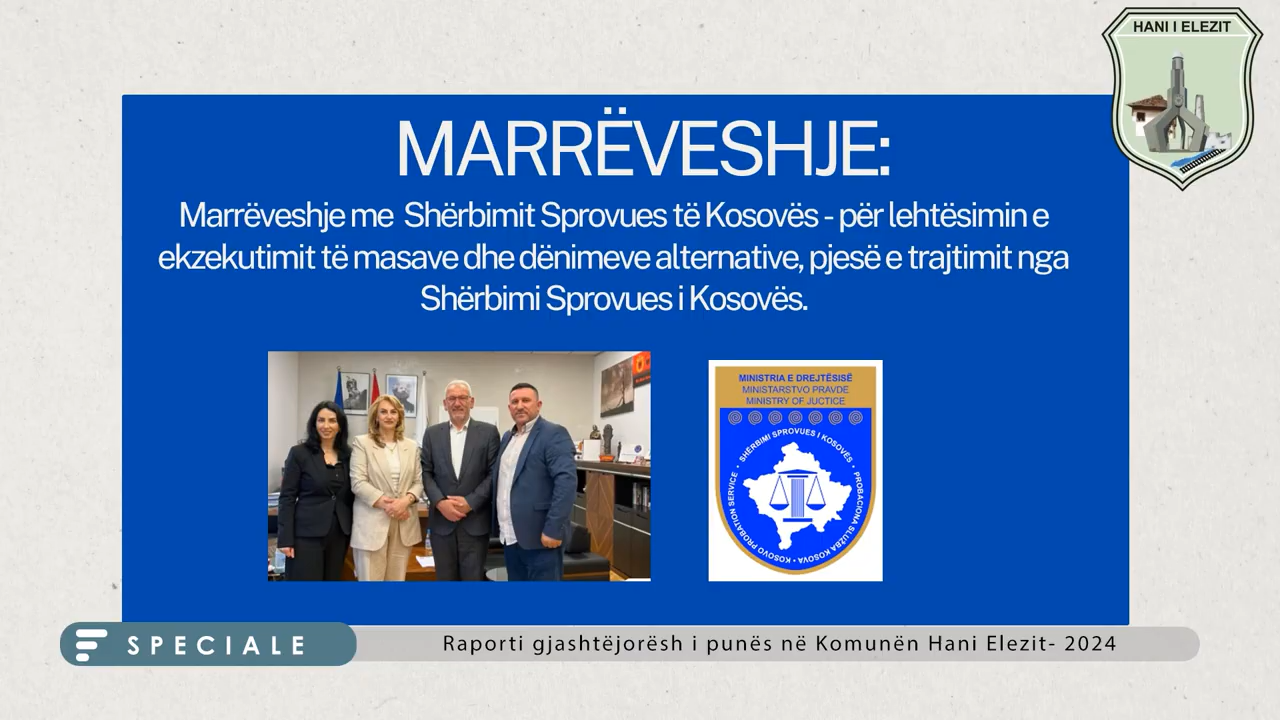 HANI I ELEZIT
MARRËVESHJE:
Marrëveshje me Shërbimit Sprovues të Kosovës - për lehtësimin e
ekzekutimit të masave dhe dënimeve alternative, pjesë e trajtimit nga
Shërbimi Sprovues i Kosovës.
MINISTRIA E DREJTËSISË
MINISTARSTVO PRAVDE
MINISTRY OF JUCTICE
SHËRBIMI SPROVUES I KOSOVËS
PROBACIONA SLUŽBA KOSOVA
KOSOVO PROBATION SERVICE
SPECIALE
Raporti gjashtëjorësh i punës në Komunën Hani Elezit- 2024